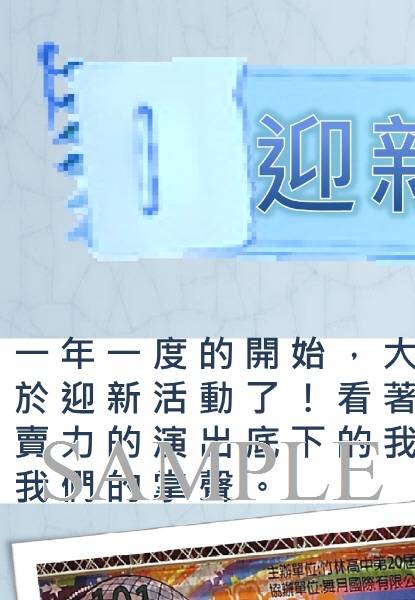 迎新
一年一度的開始，大
於迎新活動了！看著
賣力的演出底下的我
我們的掌聲。
SAMPLE
主辦單位:竹林高中第20屆
協辦單位:舞月國際有限公
101